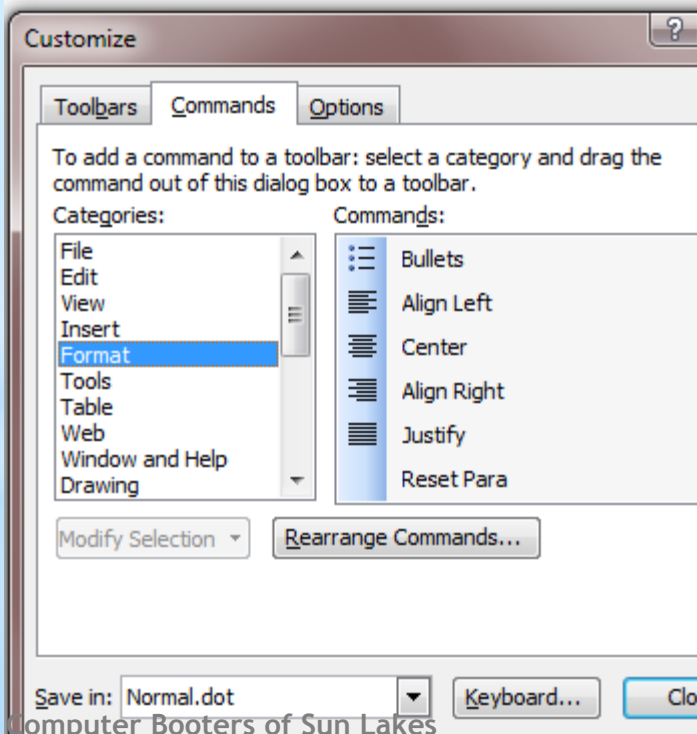 Customize
?
Toolbars Commands Options
To add a command to a toolbar: select a category and drag the
command out of this dialog box to a toolbar.
Categories: Commands:
File
Edit
View
Insert
Format
Tools
Table
Web
Window and Help
Drawing
Bullets
Align Left
Center
Align Right
Justify
Reset Para
Modify Selection Rearrange Commands...
Save in: Normal.dot Keyboard... Clo
Computer Booters of Sun Lakes